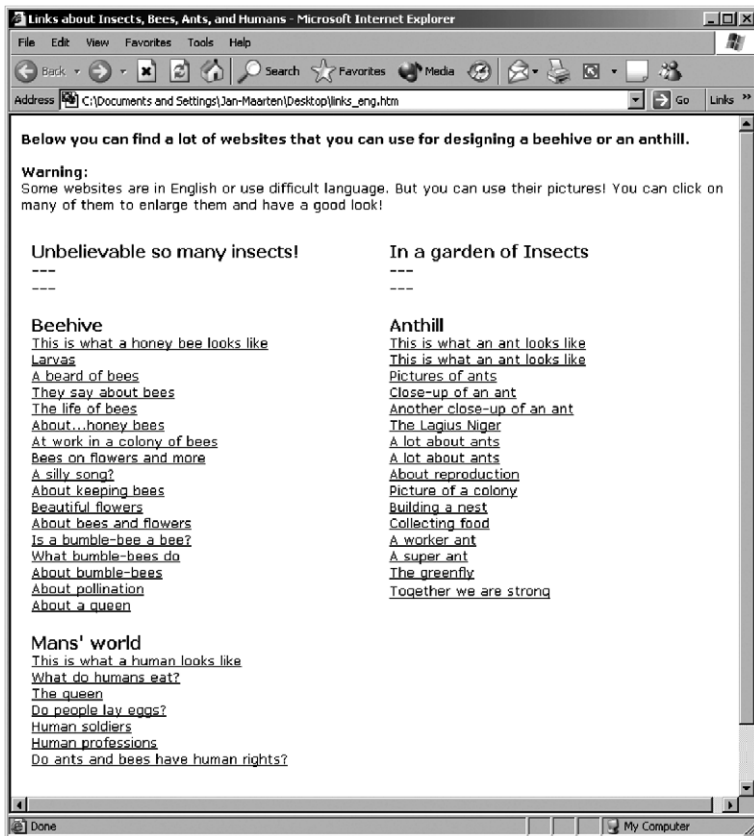 Links about Insects, Bees, Ants, and Humans - Microsoft Internet Explorer
File Edit View Favorites Tools Help
Back Search Favorites Media
Address C:\Documents and Settings\Jan-Maarten\Desktop\links_eng.htm Go Links »
Below you can find a lot of websites that you can use for designing a beehive or an anthill.
Warning:
Some websites are in English or use difficult language. But you can use their pictures! You can click on
many of them to enlarge them and have a good look!
Unbelievable so many insects!
---
---
Beehive
This is what a honey bee looks like
Larvas
A beard of bees
They say about bees
The life of bees
About...honey bees
At work in a colony of bees
Bees on flowers and more
A silly song?
About keeping bees
Beautiful flowers
About bees and flowers
Is a bumble-bee a bee?
What bumble-bees do
About bumble-bees
About pollination
About a queen
Mans' world
This is what a human looks like
What do humans eat?
The queen
Do people lay eggs?
Human soldiers
Human professions
Do ants and bees have human rights?
In a garden of Insects
---
---
Anthill
This is what an ant looks like
This is what an ant looks like
Pictures of ants
Close-up of an ant
Another close-up of an ant
The Lagius Niger
A lot about ants
A lot about ants
About reproduction
Picture of a colony
Building a nest
Collecting food
A worker ant
A super ant
The greenfly
Together we are strong
Done My Computer